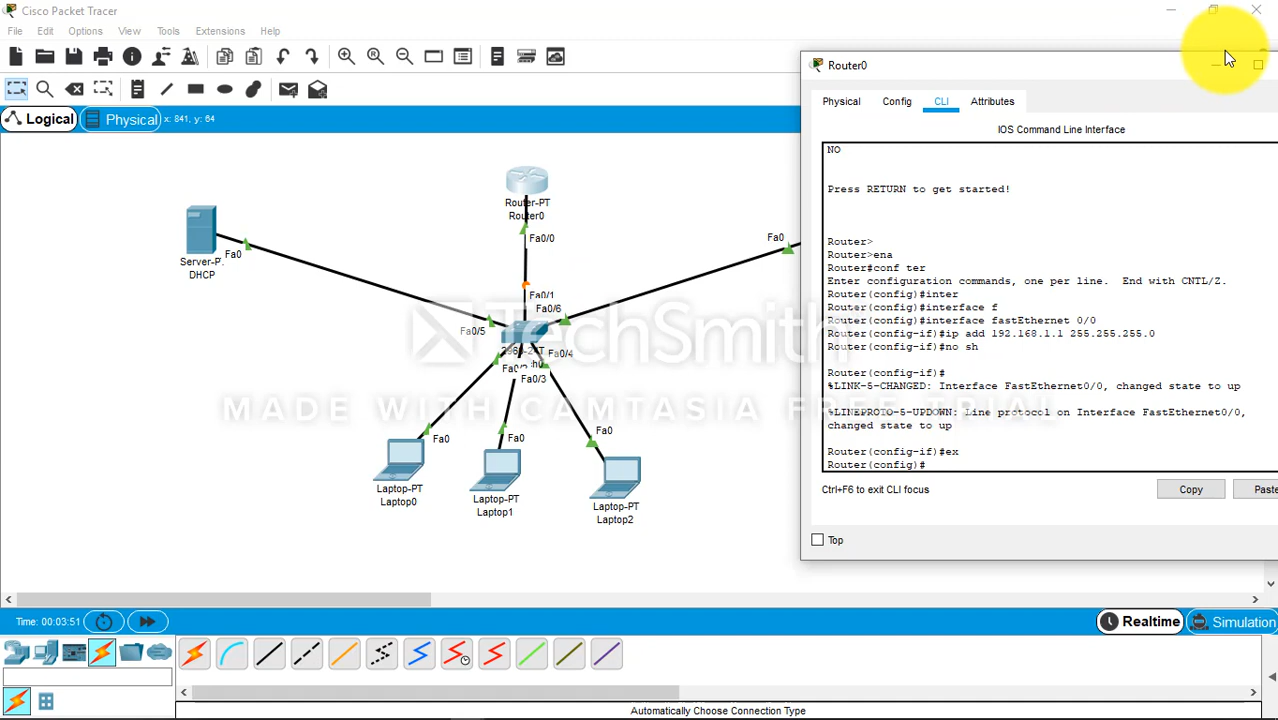 Cisco Packet Tracer
File Edit Options View Tools Extensions Help
Logical Physical x: 841, y: 64
Router0
Physical Config CLI Attributes
IOS Command Line Interface
NO
Press RETURN to get started!
Router>
Router>ena
Router#conf ter
Enter configuration commands, one per line. End with CNTL/Z.
Router(config)#inter
Router(config)#interface f
Router(config)#interface fastEthernet 0/0
Router(config-if)#ip add 192.168.1.1 255.255.255.0
Router(config-if)#no sh
Router(config-if)#
%LINK-5-CHANGED: Interface FastEthernet0/0, changed state to up
%LINEPROTO-5-UPDOWN: Line protocol on Interface FastEthernet0/0,
changed state to up
Router(config-if)#ex
Router(config)#
Ctrl+F6 to exit CLI focus
Copy Paste
Top
Router-PT
Router0
Fa0/0
Server-P
DHCP
Fa0
Fa0
Fa0/1
Fa0/6
Fa0/5
Fa0/4
Fa0/3
TechSmith
MADE WITH CAMTASIA FREE TRIAL
Fa0
Fa0
Fa0
Laptop-PT
Laptop0
Laptop-PT
Laptop1
Laptop-PT
Laptop2
Time: 00:03:51
Realtime Simulation
Automatically Choose Connection Type